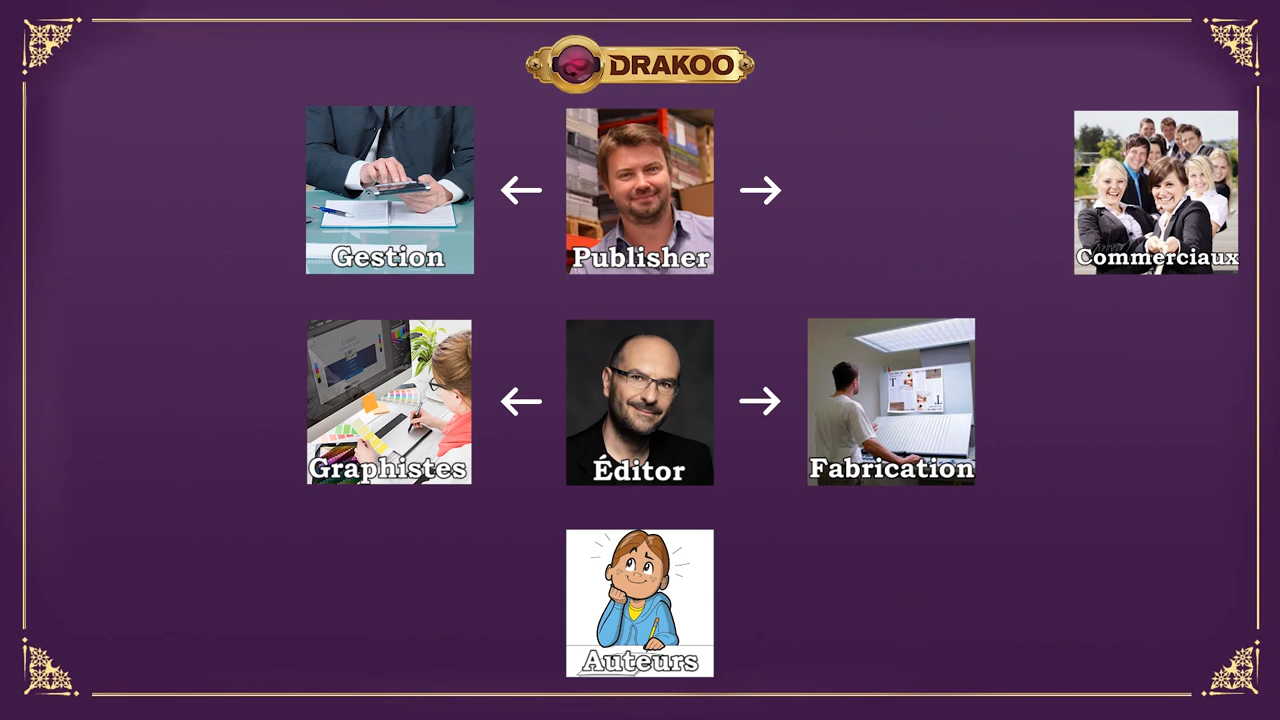 DRAKOO
Gestion
Publisher
Commerciaux
Graphistes
Éditor
Fabrication
Auteurs